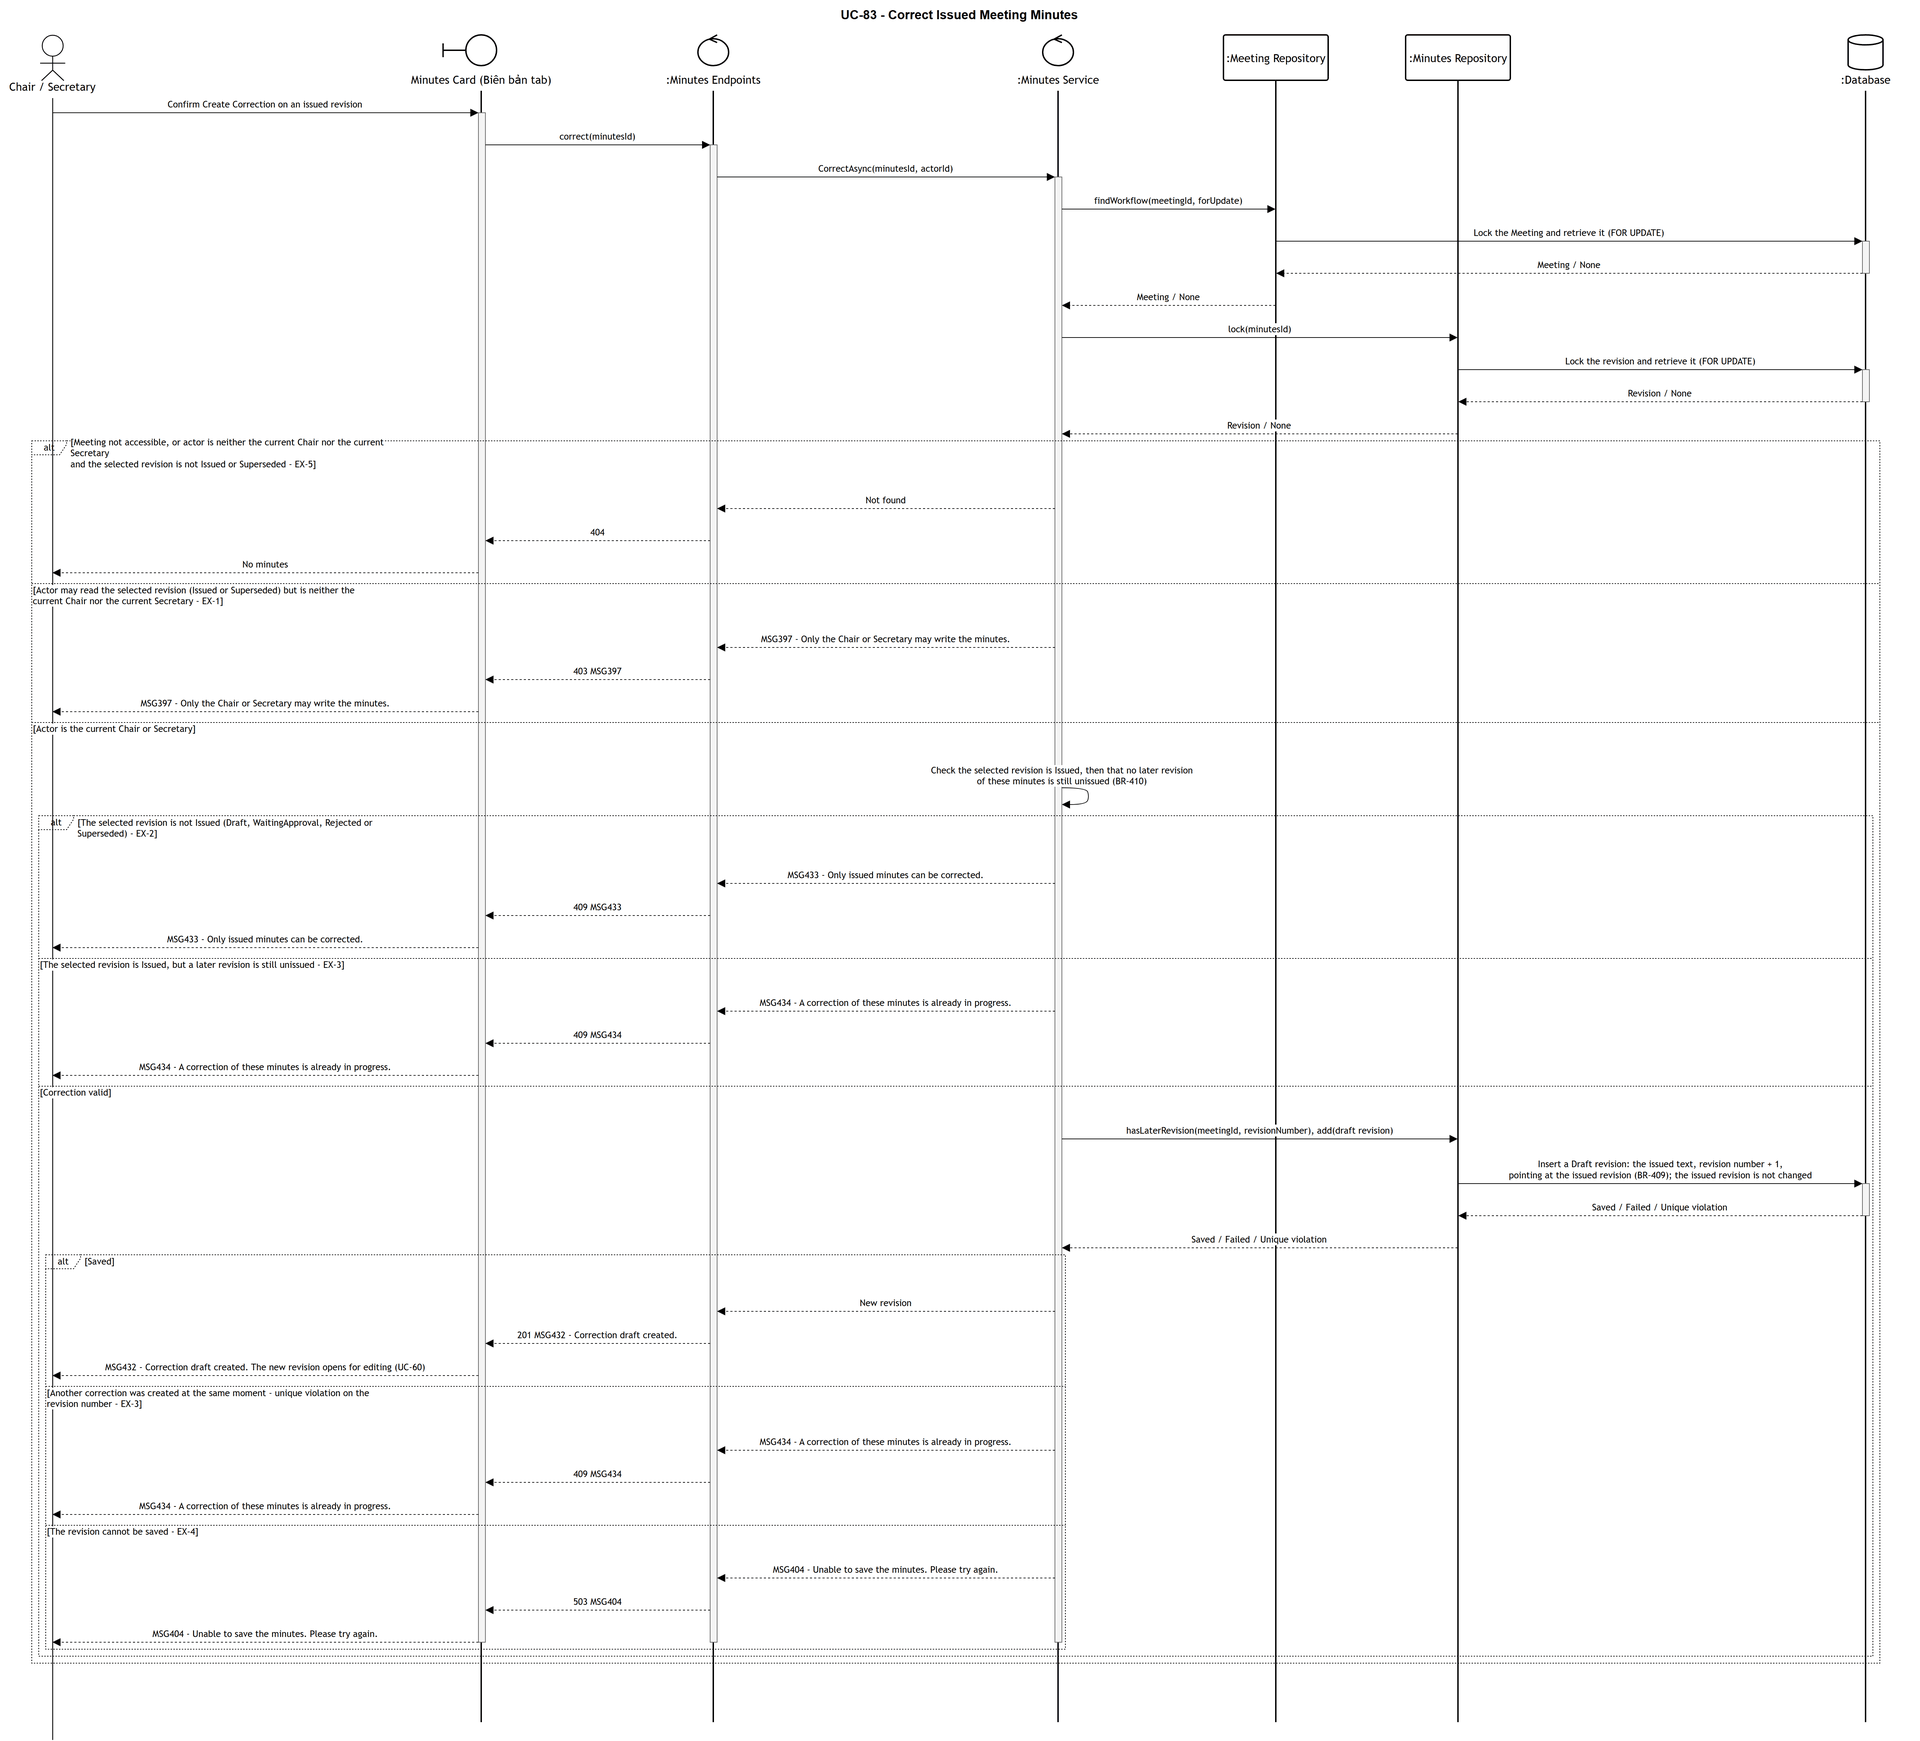 UC-83 - Correct Issued Meeting Minutes
Chair / Secretary
Minutes Card (Biên bản tab)
:Minutes Endpoints
:Minutes Service
:Meeting Repository
:Minutes Repository
:Database
Confirm Create Correction on an issued revision
correct(minutesId)
CorrectAsync(minutesId, actorId)
findWorkflow(meetingId, forUpdate)
Lock the Meeting and retrieve it (FOR UPDATE)
Meeting / None
Meeting / None
lock(minutesId)
Lock the revision and retrieve it (FOR UPDATE)
Revision / None
Revision / None
alt
[Meeting not accessible, or actor is neither the current Chair nor the current
Secretary
and the selected revision is not Issued or Superseded - EX-5]
Not found
404
No minutes
[Actor may read the selected revision (Issued or Superseded) but is neither the
current Chair nor the current Secretary - EX-1]
MSG397 - Only the Chair or Secretary may write the minutes.
403 MSG397
MSG397 - Only the Chair or Secretary may write the minutes.
[Actor is the current Chair or Secretary]
Check the selected revision is Issued, then that no later revision
of these minutes is still unissued (BR-410)
alt
[The selected revision is not Issued (Draft, WaitingApproval, Rejected or
Superseded) - EX-2]
MSG433 - Only issued minutes can be corrected.
409 MSG433
MSG433 - Only issued minutes can be corrected.
[The selected revision is Issued, but a later revision is still unissued - EX-3]
MSG434 - A correction of these minutes is already in progress.
409 MSG434
MSG434 - A correction of these minutes is already in progress.
[Correction valid]
hasLaterRevision(meetingId, revisionNumber), add(draft revision)
Insert a Draft revision: the issued text, revision number + 1,
pointing at the issued revision (BR-409); the issued revision is not changed
Saved / Failed / Unique violation
Saved / Failed / Unique violation
alt
[Saved]
New revision
201 MSG432 - Correction draft created.
MSG432 - Correction draft created. The new revision opens for editing (UC-60)
[Another correction was created at the same moment - unique violation on the
revision number - EX-3]
MSG434 - A correction of these minutes is already in progress.
409 MSG434
MSG434 - A correction of these minutes is already in progress.
[The revision cannot be saved - EX-4]
MSG404 - Unable to save the minutes. Please try again.
503 MSG404
MSG404 - Unable to save the minutes. Please try again.